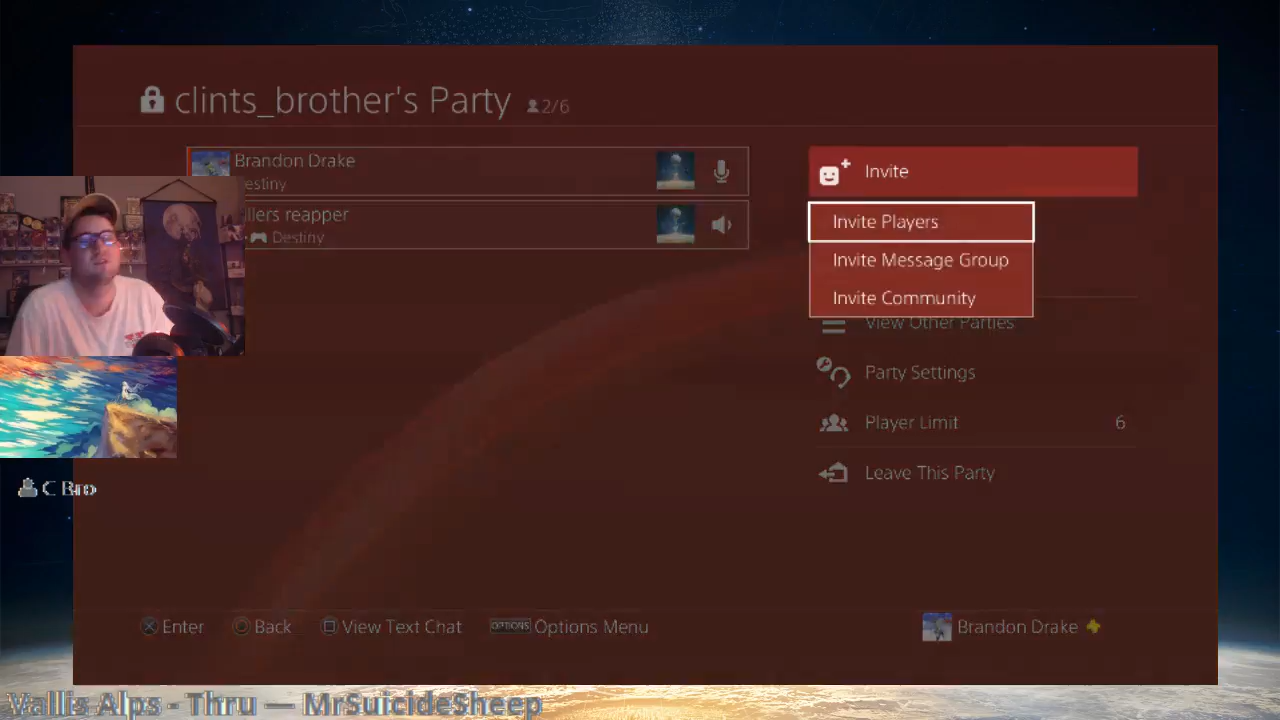 clints_brother's Party 2/6
Brandon Drake
estiny
llers reapper
Destiny
Invite
Invite Players
Invite Message Group
Invite Community
View Other Parties
Party Settings
Player Limit 6
Leave This Party
C Bro
Enter Back View Text Chat OPTIONS Options Menu Brandon Drake
Vallis Alps - Thru — MrSuicideSheep